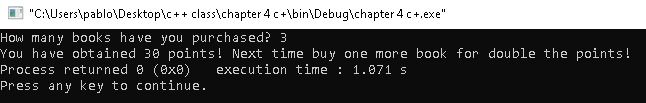 "C:\Users\pablo\Desktop\c++ class\chapter 4 c+\bin\Debug\chapter 4 c+.exe"
How many books have you purchased? 3
You have obtained 30 points! Next time buy one more book for double the points!
Process returned 0 (0x0)   execution time : 1.071 s
Press any key to continue.